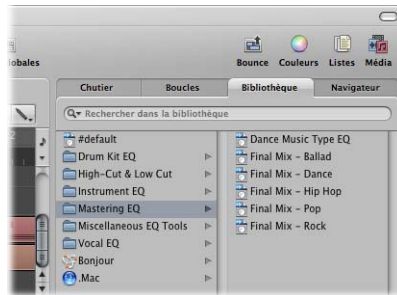 obales
Bounce Couleurs Listes Média
Chutier Boucles Bibliothèque Navigateur
Rechercher dans la bibliothèque
#default
Drum Kit EQ
High-Cut & Low Cut
Instrument EQ
Mastering EQ
Miscellaneous EQ Tools
Vocal EQ
Bonjour
.Mac
Dance Music Type EQ
Final Mix - Ballad
Final Mix - Dance
Final Mix - Hip Hop
Final Mix - Pop
Final Mix - Rock